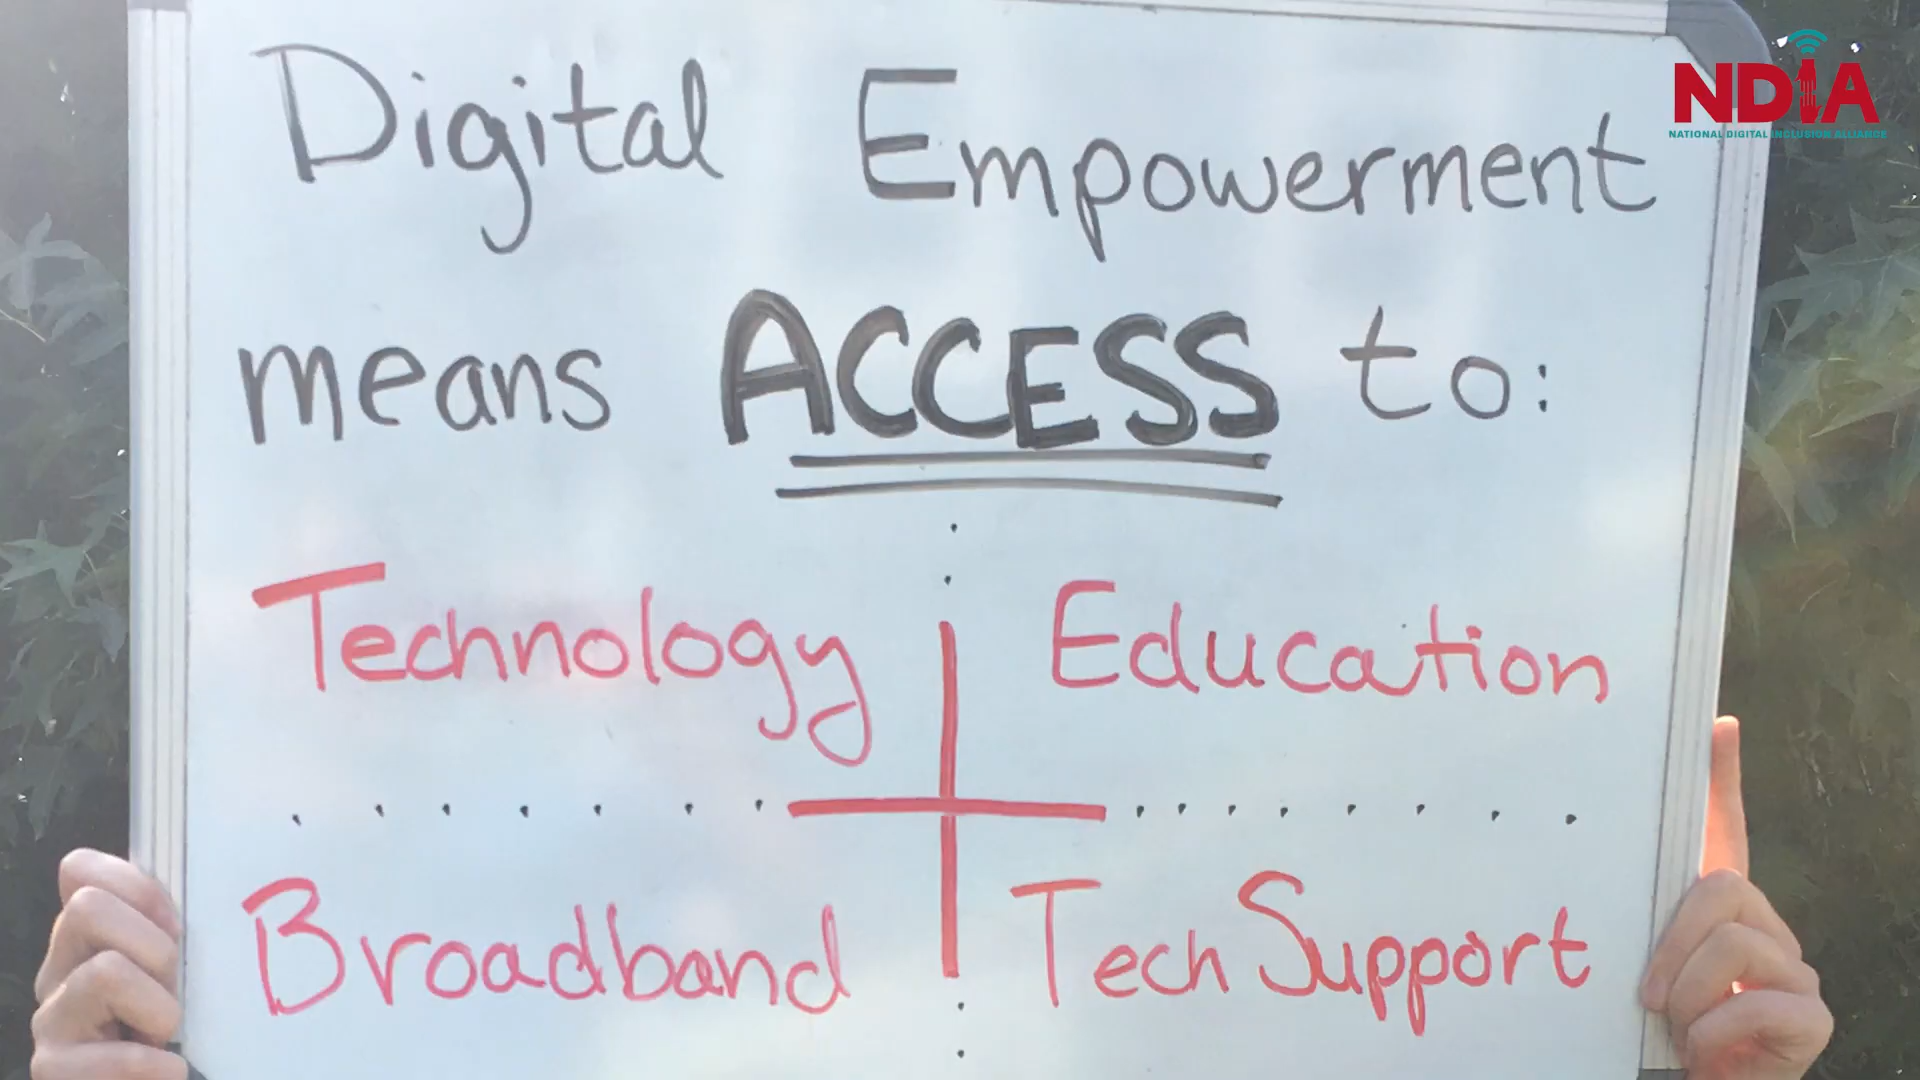 NDIA
NATIONAL DIGITAL INCLUSION ALLIANCE
Digital Empowerment
means ACCESS to:
Technology
Education
Broadband
Tech Support